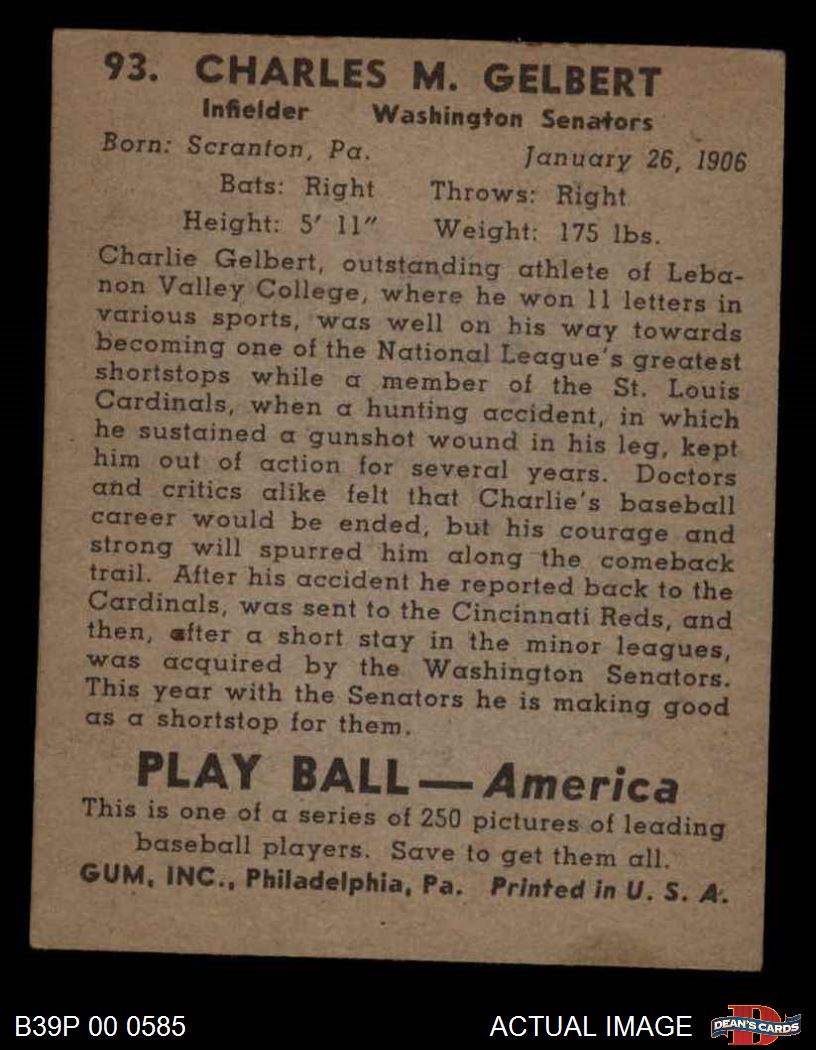 93. CHARLES M. GELBERT
Infielder Washington Senators
Born: Scranton, Pa. January 26, 1906
Bats: Right Throws: Right
Height: 5' 11" Weight: 175 lbs.
Charlie Gelbert, outstanding athlete of Leba-
non Valley College, where he won 11 letters in
various sports, was well on his way towards
becoming one of the National League's greatest
shortstops while a member of the St. Louis
Cardinals, when a hunting accident, in which
he sustained a gunshot wound in his leg, kept
him out of action for several years. Doctors
and critics alike felt that Charlie's baseball
career would be ended, but his courage and
strong will spurred him along the comeback
trail. After his accident he reported back to the
Cardinals, was sent to the Cincinnati Reds, and
then, after a short stay in the minor leagues,
was acquired by the Washington Senators.
This year with the Senators he is making good
as a shortstop for them.
PLAY BALL—America
This is one of a series of 250 pictures of leading
baseball players. Save to get them all.
GUM, INC., Philadelphia, Pa. Printed in U. S. A.
B39P 00 0585 ACTUAL IMAGE DEAN'S CARDS